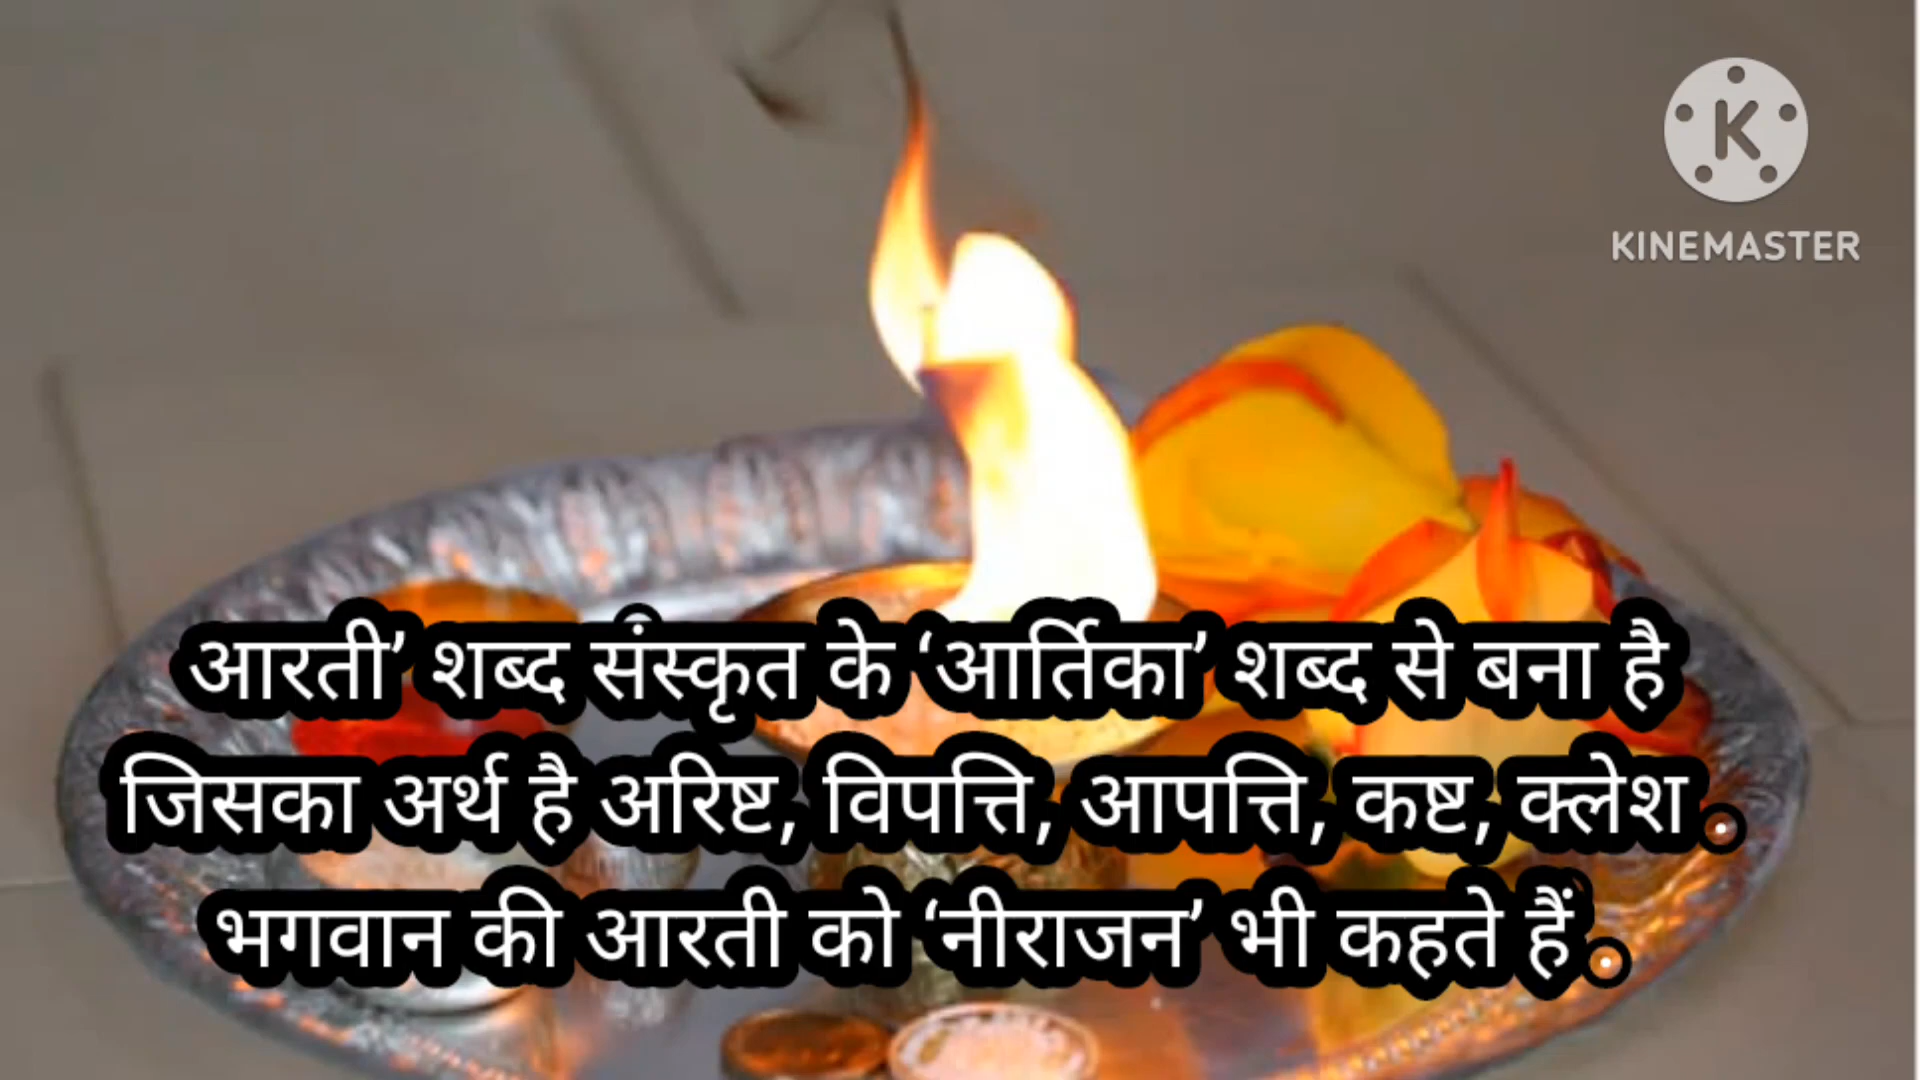 KINEMASTER
आरती’ शब्द संस्कृत के ‘आर्तिका’ शब्द से बना है
जिसका अर्थ है अरिष्ट, विपत्ति, आपत्ति, कष्ट, क्लेश.
भगवान की आरती को ‘नीराजन’ भी कहते हैं.